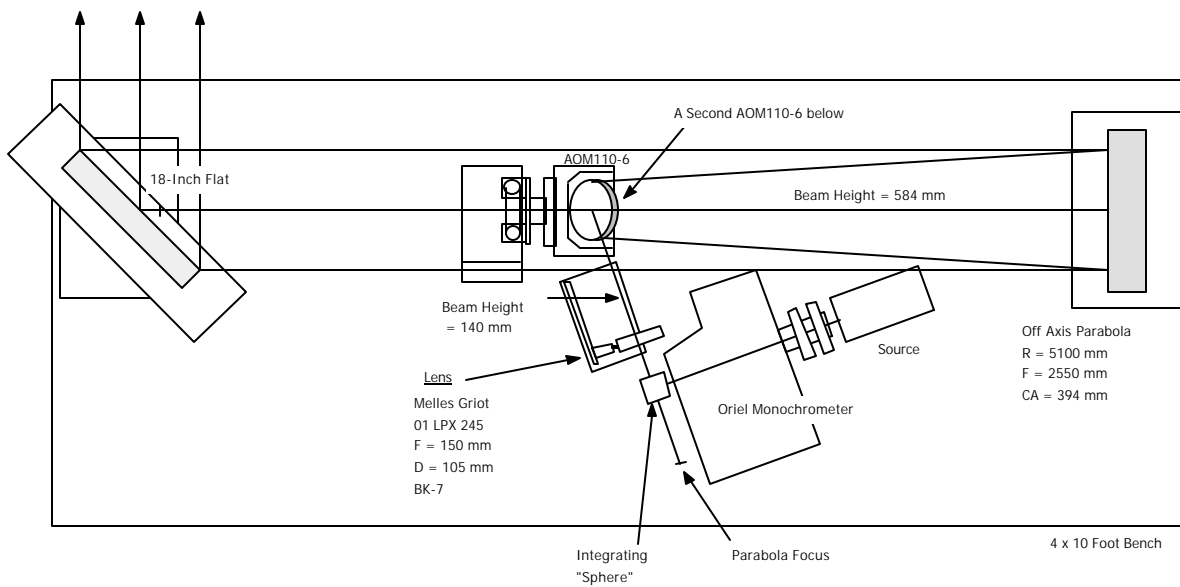 A Second AOM110-6 below
AOM110-6
18-Inch Flat
Beam Height = 584 mm
Beam Height
= 140 mm
Source
Off Axis Parabola
R = 5100 mm
F = 2550 mm
CA = 394 mm
Lens
Melles Griot
01 LPX 245
F = 150 mm
D = 105 mm
BK-7
Oriel Monochrometer
Integrating
"Sphere"
Parabola Focus
4 x 10 Foot Bench